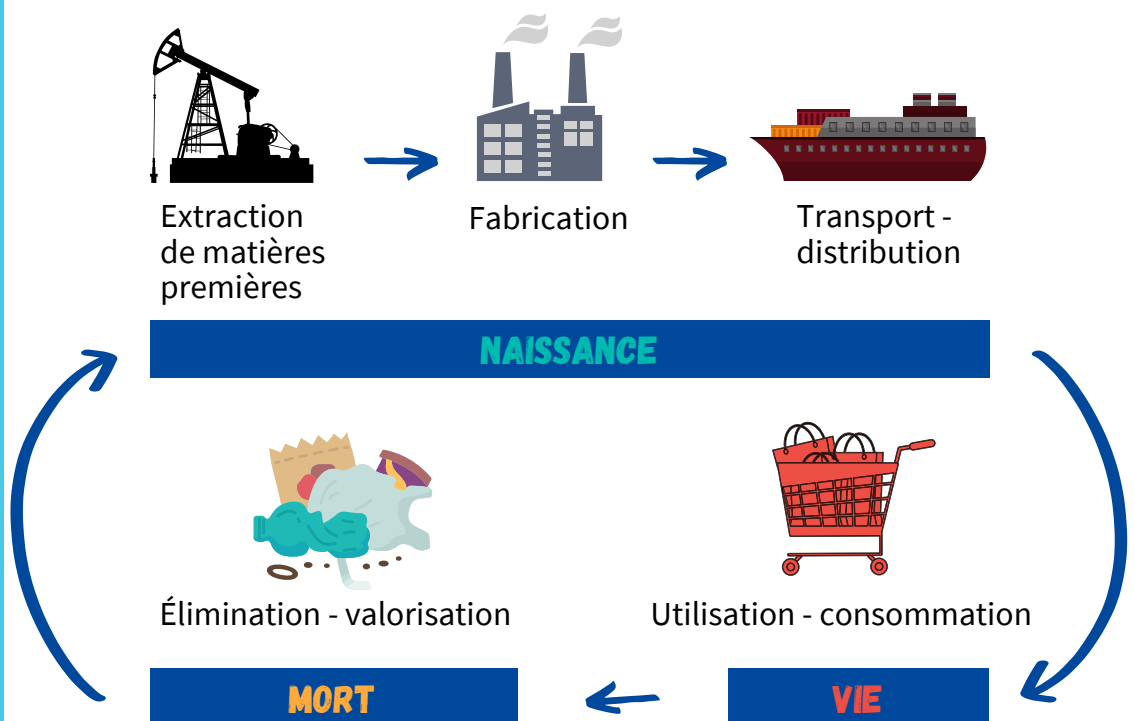 Extraction
de matières
premières
Fabrication
Transport -
distribution
NAISSANCE
Élimination - valorisation
Utilisation - consommation
MORT
VIE